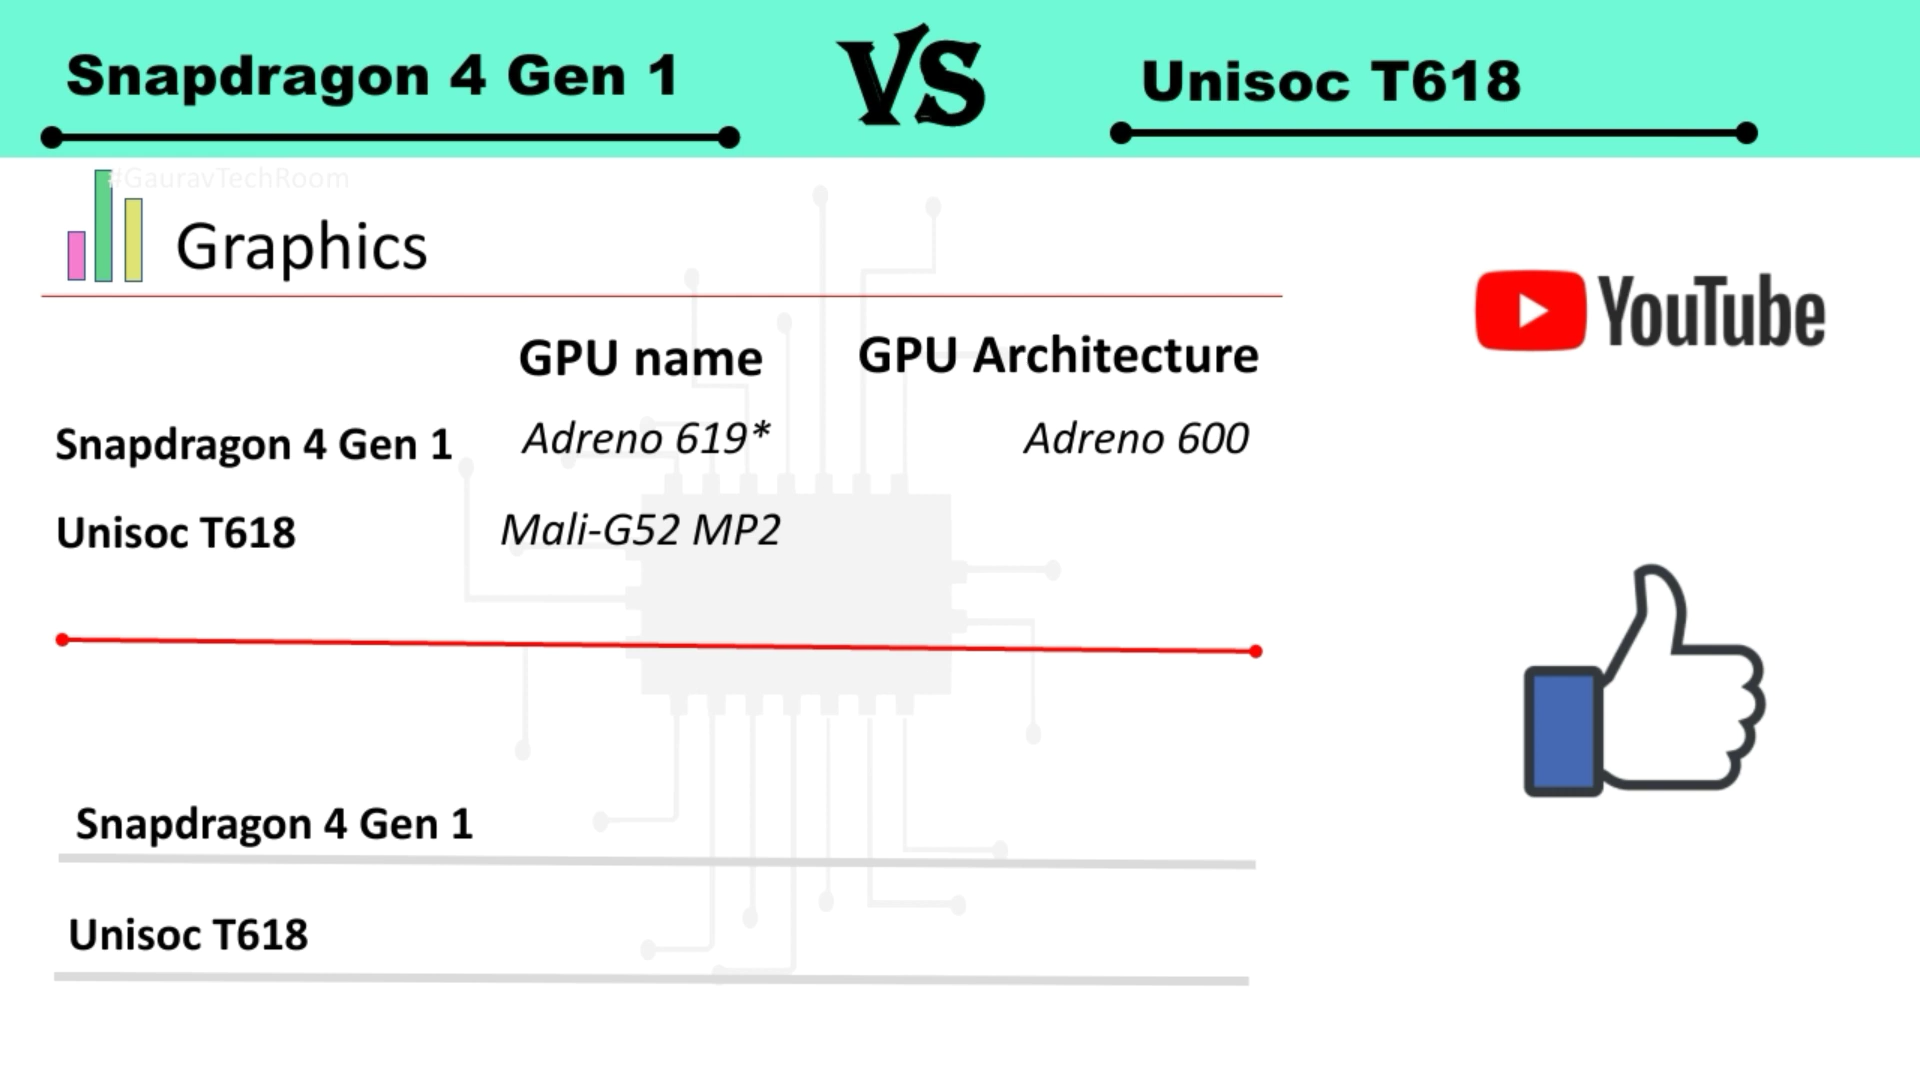 Snapdragon 4 Gen 1
VS
Unisoc T618
#GauravTechRoom
Graphics
YouTube
GPU name
GPU Architecture
Snapdragon 4 Gen 1
Adreno 619*
Adreno 600
Unisoc T618
Mali-G52 MP2
Snapdragon 4 Gen 1
Unisoc T618